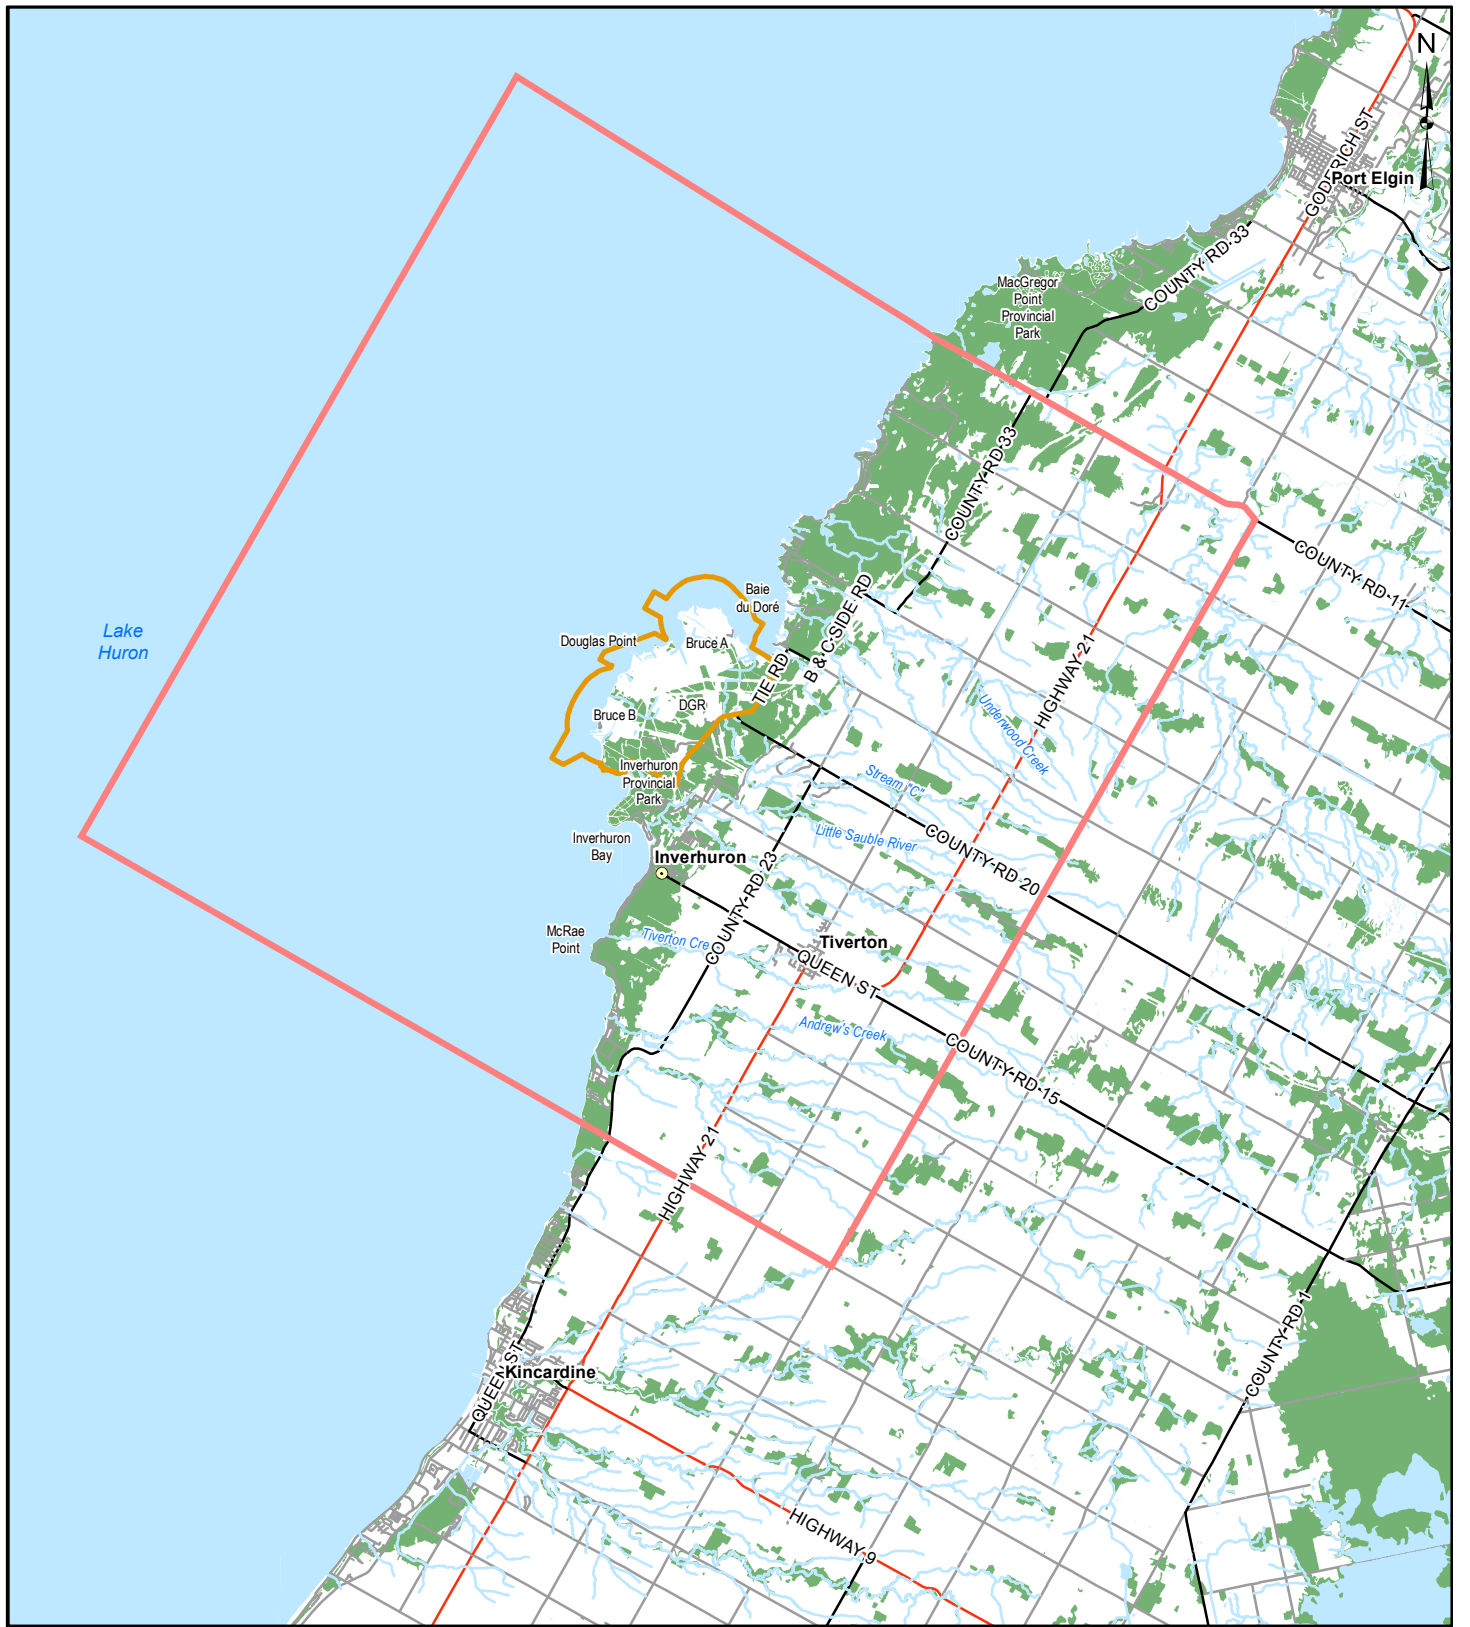 N
GODERICH ST
Port Elgin
COUNTY RD 33
MacGregor
Point
Provincial
Park
COUNTY RD 33
COUNTY RD 11
Baie
du Doré
Lake
Huron
Douglas Point
Bruce A
TIE RD
B & C SIDE RD
HIGHWAY 21
DGR
Bruce B
Underwood Creek
Inverhuron
Provincial
Park
Stream "C"
Inverhuron
Bay
Little Sauble River
COUNTY RD 20
Inverhuron
COUNTY RD 23
McRae
Point
Tiverton Cre
Tiverton
QUEEN ST
Andrew's Creek
COUNTY RD 15
HIGHWAY 21
COUNTY RD 1
QUEEN ST
Kincardine
HIGHWAY 9